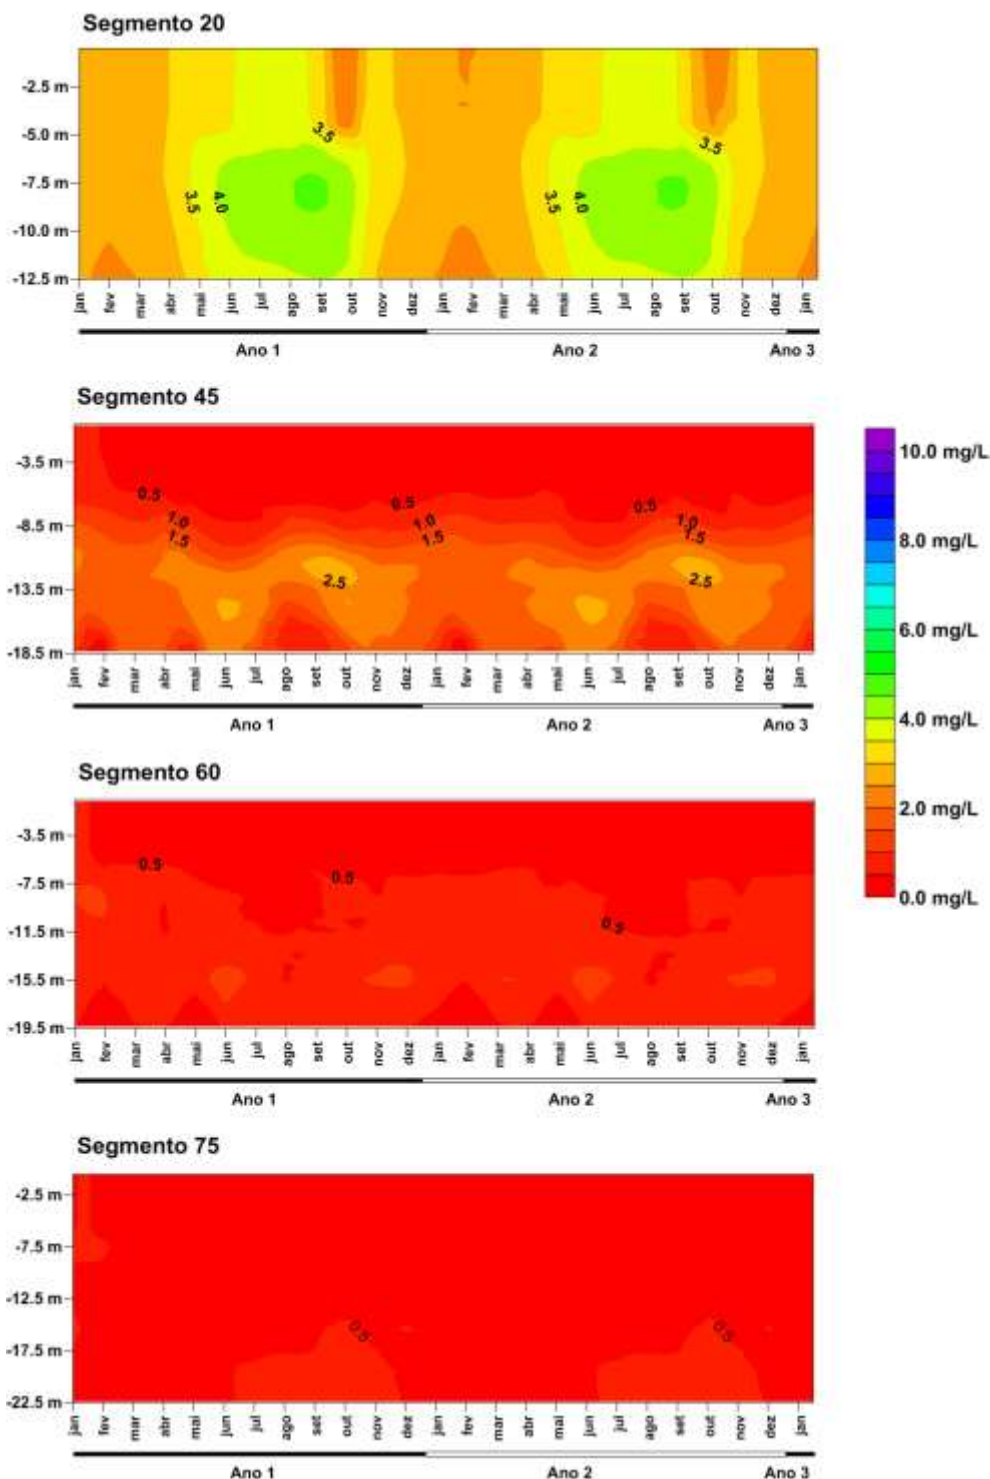 Segmento 20
-2.5 m
3.5
-5.0 m
3.5
-7.5 m
3.5 4.0 3.5 4.0
-10.0 m
-12.5 m
jan fev mar abr mai jun jul ago set out nov dez jan fev mar abr mai jun jul ago set out nov dez jan
Ano 1 Ano 2 Ano 3
Segmento 45
-3.5 m
0.5 0.5 0.5
-8.5 m
1.0 1.0 1.0
1.5 1.5 1.5
-13.5 m
2.5 2.5
-18.5 m
jan fev mar abr mai jun jul ago set out nov dez jan fev mar abr mai jun jul ago set out nov dez jan
Ano 1 Ano 2 Ano 3
10.0 mg/L
8.0 mg/L
6.0 mg/L
4.0 mg/L
2.0 mg/L
0.0 mg/L
Segmento 60
-3.5 m
0.5
-7.5 m
0.5
-11.5 m
0.5
-15.5 m
-19.5 m
jan fev mar abr mai jun jul ago set out nov dez jan fev mar abr mai jun jul ago set out nov dez jan
Ano 1 Ano 2 Ano 3
Segmento 75
-2.5 m
-7.5 m
-12.5 m
0.5 0.5
-17.5 m
-22.5 m
jan fev mar abr mai jun jul ago set out nov dez jan fev mar abr mai jun jul ago set out nov dez jan
Ano 1 Ano 2 Ano 3